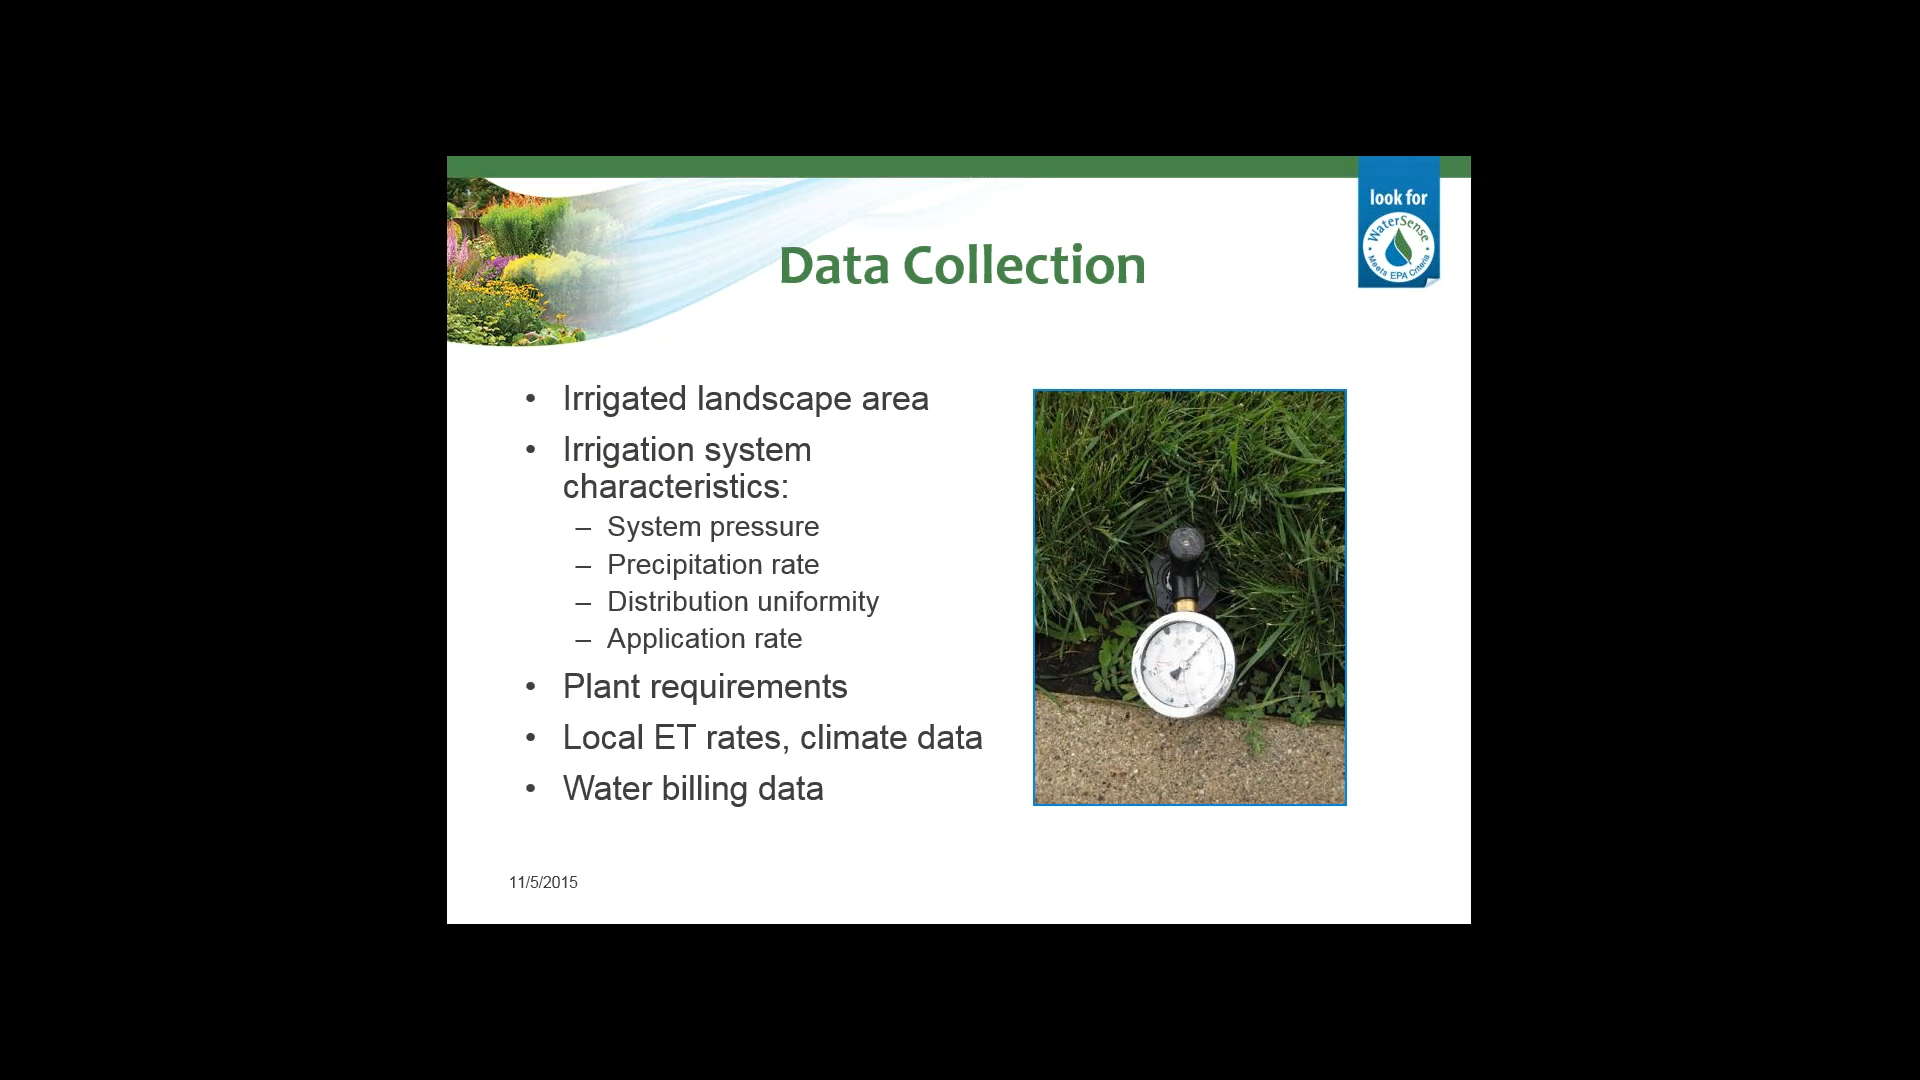 look for
WaterSense
Meets EPA Criteria
Data Collection
• Irrigated landscape area
• Irrigation system
characteristics:
– System pressure
– Precipitation rate
– Distribution uniformity
– Application rate
• Plant requirements
• Local ET rates, climate data
• Water billing data
11/5/2015